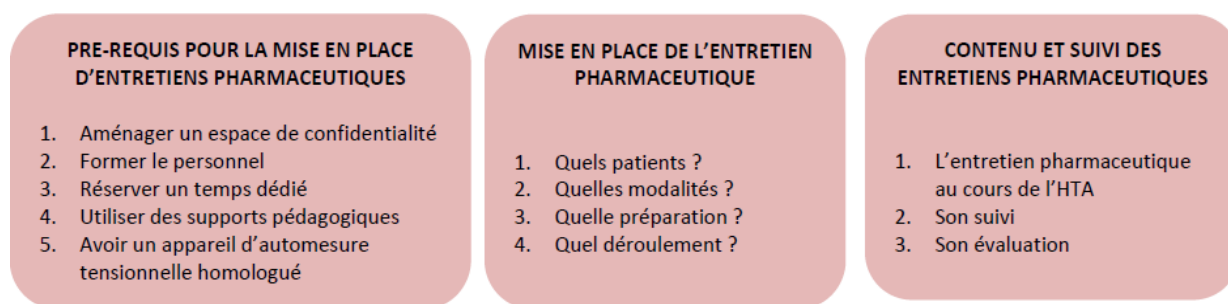 PRE-REQUIS POUR LA MISE EN PLACE
D'ENTRETIENS PHARMACEUTIQUES
1. Aménager un espace de confidentialité
2. Former le personnel
3. Réserver un temps dédié
4. Utiliser des supports pédagogiques
5. Avoir un appareil d'automesure
tensionnelle homologué
MISE EN PLACE DE L'ENTRETIEN
PHARMACEUTIQUE
1. Quels patients ?
2. Quelles modalités ?
3. Quelle préparation ?
4. Quel déroulement ?
CONTENU ET SUIVI DES
ENTRETIENS PHARMACEUTIQUES
1. L'entretien pharmaceutique
au cours de l'HTA
2. Son suivi
3. Son évaluation